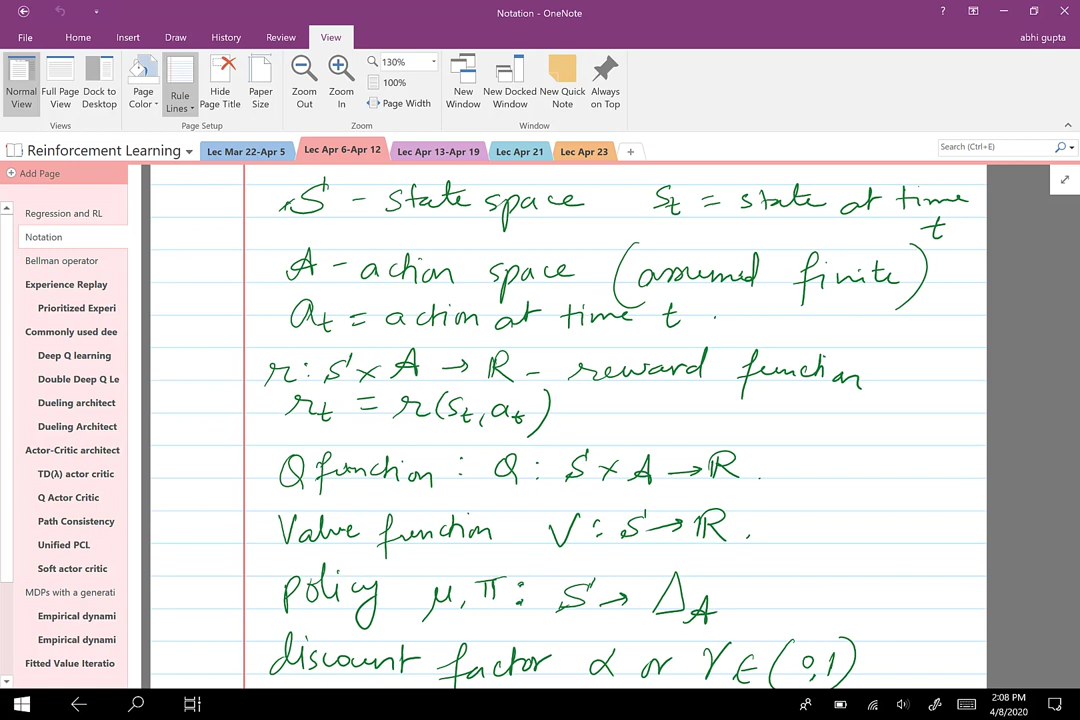 Notation - OneNote
?
File Home Insert Draw History Review View
abhi gupta
Normal View
Full Page View
Dock to Desktop
Views
Page Color
Rule Lines
Hide Page Title
Paper Size
Page Setup
Zoom Out
Zoom In
130%
100%
Page Width
Zoom
New Window
New Docked Window
New Quick Note
Always on Top
Window
Reinforcement Learning
Lec Mar 22-Apr 5
Lec Apr 6-Apr 12
Lec Apr 13-Apr 19
Lec Apr 21
Lec Apr 23
+
Search (Ctrl+E)
Add Page
Regression and RL
Notation
Bellman operator
Experience Replay
Prioritized Experi
Commonly used dee
Deep Q learning
Double Deep Q Le
Dueling architect
Dueling Architect
Actor-Critic architect
TD(λ) actor critic
Q Actor Critic
Path Consistency
Unified PCL
Soft actor critic
MDPs with a generati
Empirical dynami
Empirical dynami
Fitted Value Iteratio
S - state space s_t = state at time t
A - action space (assumed finite)
a_t = action at time t .
r : S × A → ℝ - reward function
r_t = r(s_t, a_t)
Q function : Q : S × A → ℝ .
Value function V : S → ℝ .
policy μ, π : S → Δ_A
discount factor α or γ ∈ (0,1)
2:08 PM
4/8/2020